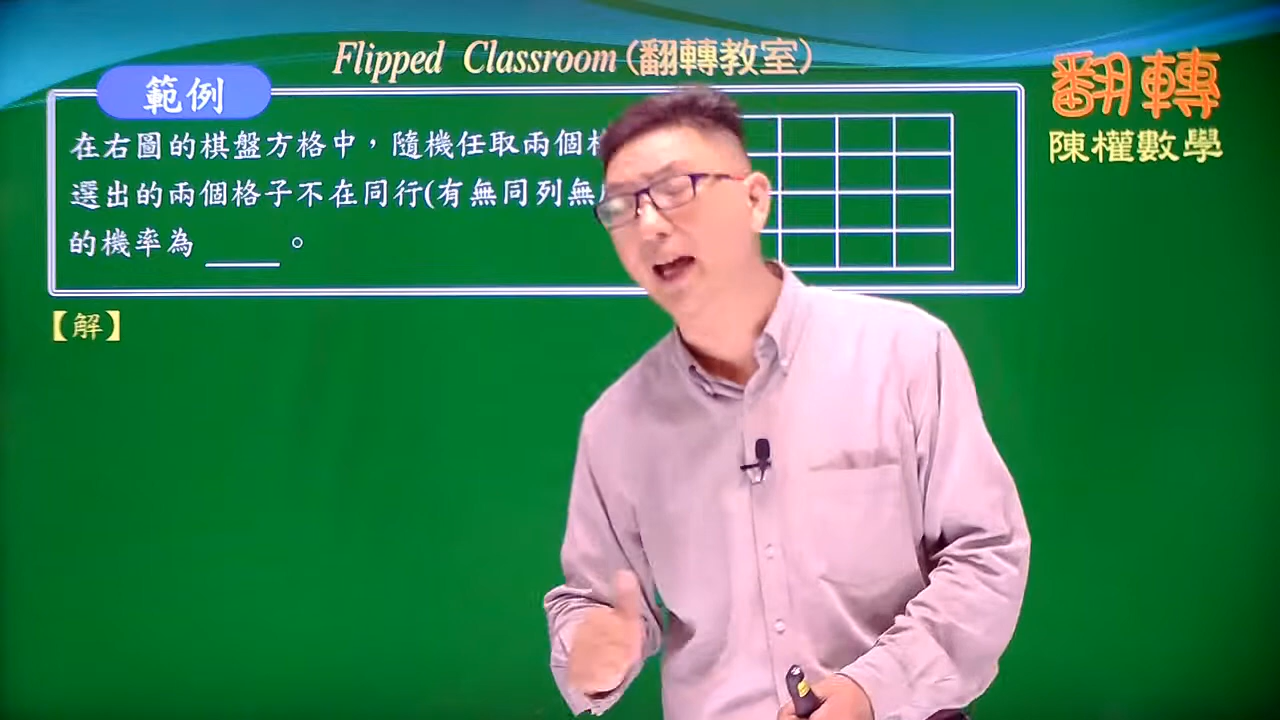 Flipped Classroom (翻轉教室)
翻轉
陳權數學
範例
在右圖的棋盤方格中，隨機任取兩個
選出的兩個格子不在同行(有無同列無
的機率為 ____ 。
【解】